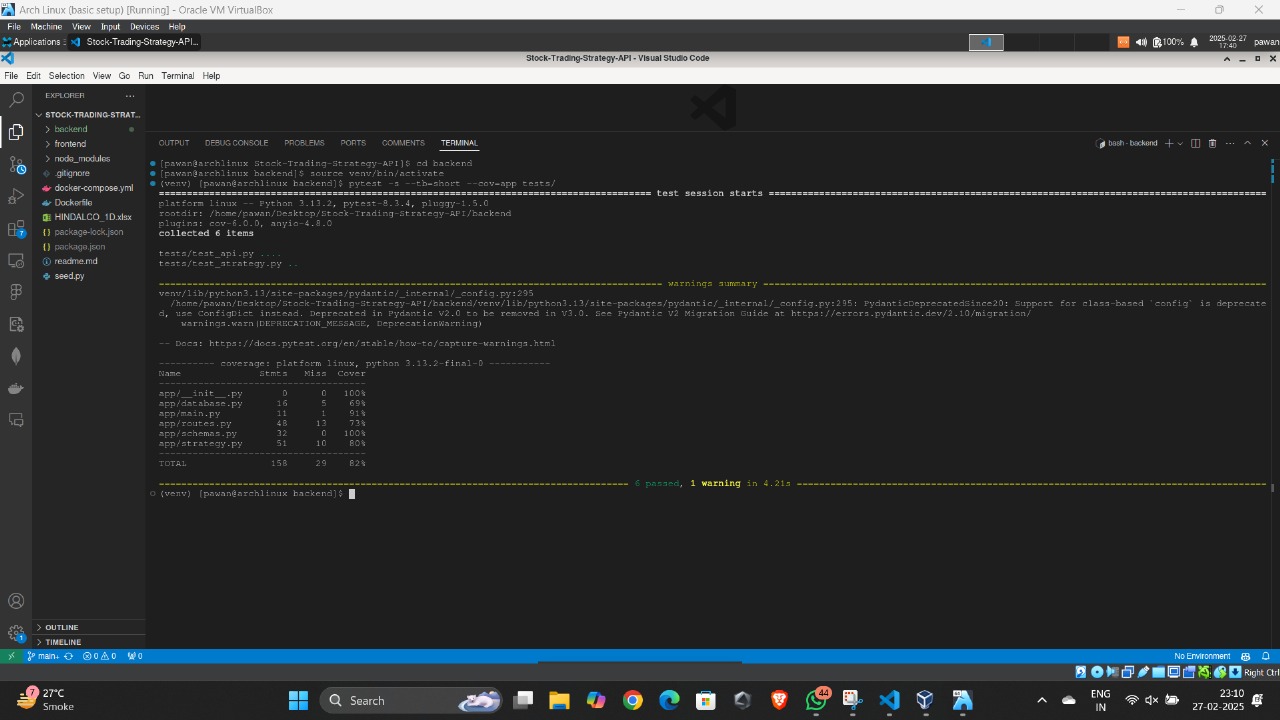 Arch Linux (basic setup) [Running] - Oracle VM VirtualBox
File Machine View Input Devices Help
Applications Stock-Trading-Strategy-API... 100% 2025-02-27 17:40 pawan
Stock-Trading-Strategy-API - Visual Studio Code
File Edit Selection View Go Run Terminal Help
EXPLORER
STOCK-TRADING-STRAT...
backend
frontend
node_modules
.gitignore
docker-compose.yml
Dockerfile
HINDALCO_1D.xlsx
package-lock.json
package.json
readme.md
seed.py
OUTLINE
TIMELINE
7
1
OUTPUT DEBUG CONSOLE PROBLEMS PORTS COMMENTS TERMINAL
bash - backend
[pawan@archlinux Stock-Trading-Strategy-API]$ cd backend
[pawan@archlinux backend]$ source venv/bin/activate
(venv) [pawan@archlinux backend]$ pytest -s --tb=short --cov=app tests/
test session starts
platform linux -- Python 3.13.2, pytest-8.3.4, pluggy-1.5.0
rootdir: /home/pawan/Desktop/Stock-Trading-Strategy-API/backend
plugins: cov-6.0.0, anyio-4.8.0
collected 6 items
tests/test_api.py ....
tests/test_strategy.py ..
warnings summary
venv/lib/python3.13/site-packages/pydantic/_internal/_config.py:295
/home/pawan/Desktop/Stock-Trading-Strategy-API/backend/venv/lib/python3.13/site-packages/pydantic/_internal/_config.py:295: PydanticDeprecatedSince20: Support for class-based `config` is deprecate
d, use ConfigDict instead. Deprecated in Pydantic V2.0 to be removed in V3.0. See Pydantic V2 Migration Guide at https://errors.pydantic.dev/2.10/migration/
warnings.warn(DEPRECATION_MESSAGE, DeprecationWarning)
-- Docs: https://docs.pytest.org/en/stable/how-to/capture-warnings.html
---------- coverage: platform linux, python 3.13.2-final-0 -----------
Name Stmts Miss Cover
-------------------------------------
app/__init__.py 0 0 100%
app/database.py 16 5 69%
app/main.py 11 1 91%
app/routes.py 48 13 73%
app/schemas.py 32 0 100%
app/strategy.py 51 10 80%
-------------------------------------
TOTAL 158 29 82%
6 passed, 1 warning in 4.21s
(venv) [pawan@archlinux backend]$
main+ 0 0 0 No Environment
Right Ctrl
7 27°C
Smoke
Search
44
ENG
IN
23:10
27-02-2025